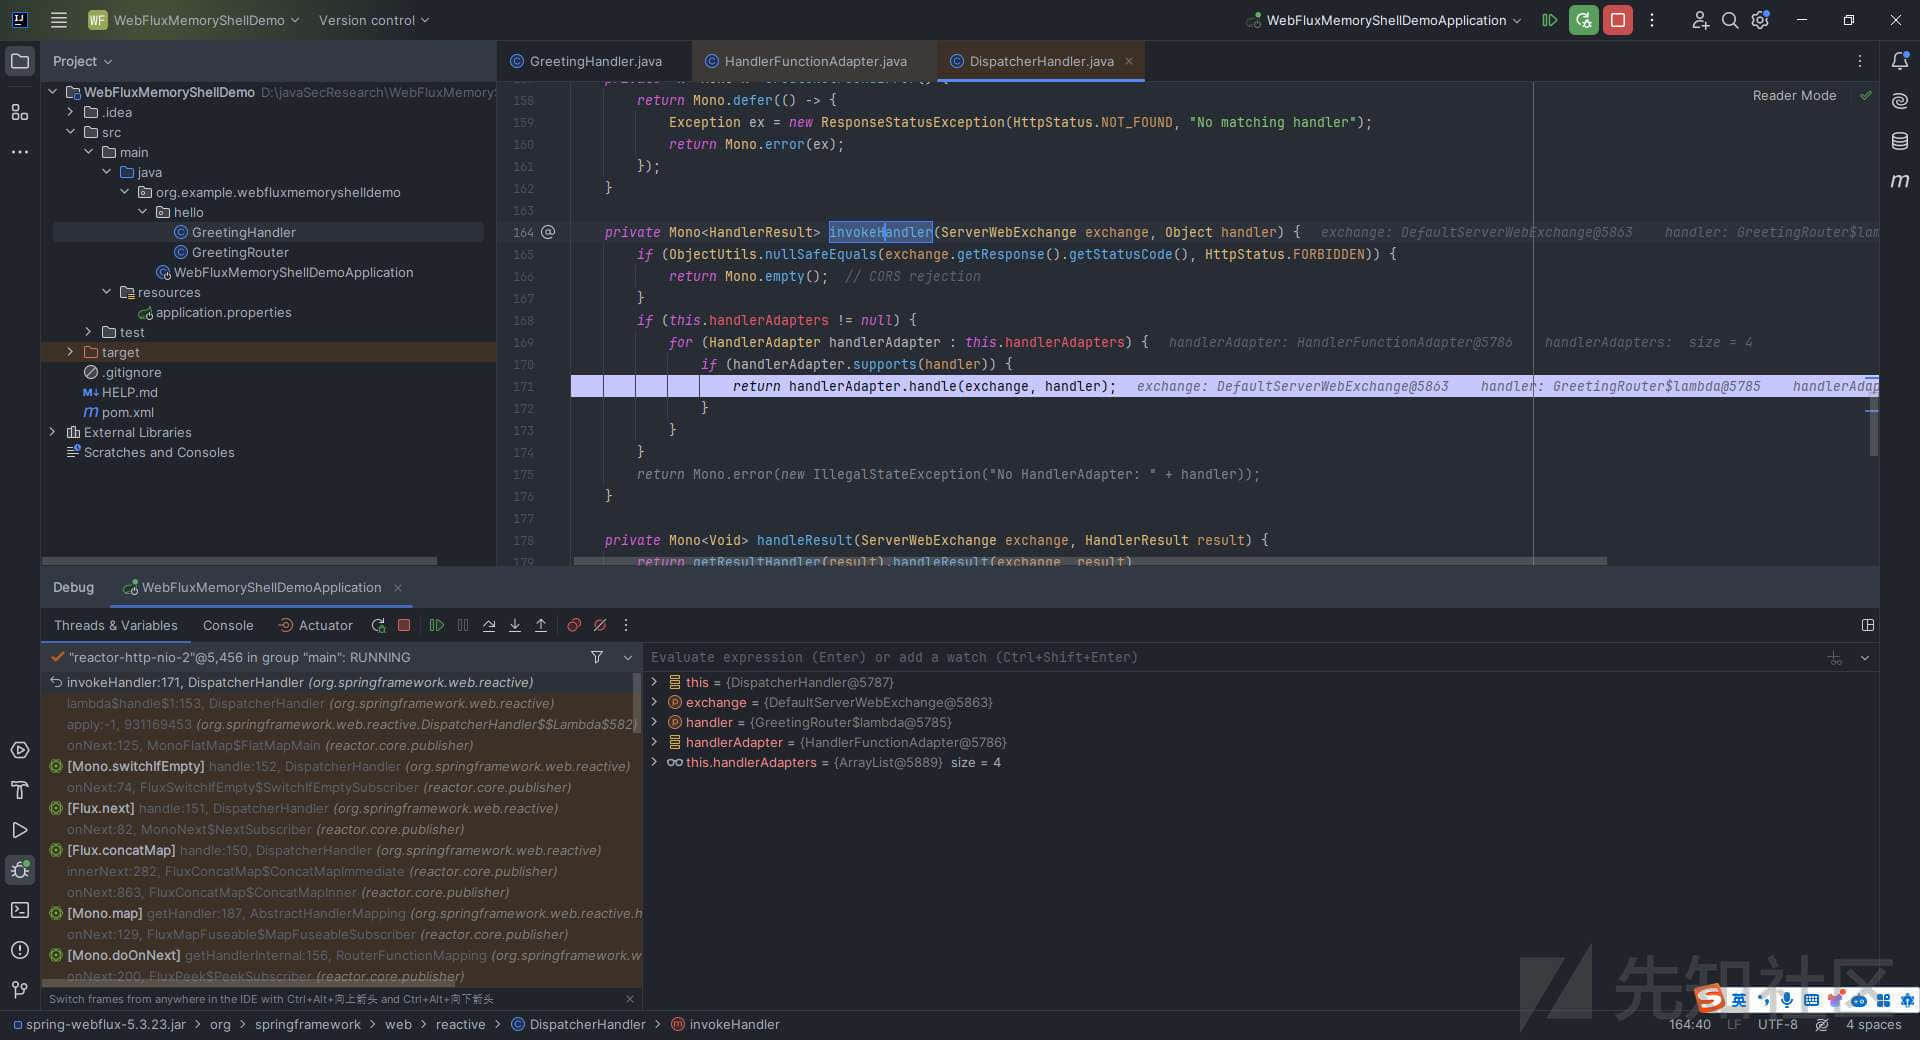 WF WebFluxMemoryShellDemo Version control WebFluxMemoryShellDemoApplication
Project
GreetingHandler.java HandlerFunctionAdapter.java DispatcherHandler.java
WebFluxMemoryShellDemo D:\javaSecResearch\WebFluxMemoryS
.idea
src
main
java
org.example.webfluxmemoryshelldemo
hello
GreetingHandler
GreetingRouter
WebFluxMemoryShellDemoApplication
resources
application.properties
test
target
.gitignore
M↓ HELP.md
m pom.xml
External Libraries
Scratches and Consoles
Reader Mode
158 return Mono.defer(() -> {
159 Exception ex = new ResponseStatusException(HttpStatus.NOT_FOUND, "No matching handler");
160 return Mono.error(ex);
161 });
162 }
163
164 private Mono<HandlerResult> invokeHandler(ServerWebExchange exchange, Object handler) { exchange: DefaultServerWebExchange@5863 handler: GreetingRouter$lam
165 if (ObjectUtils.nullSafeEquals(exchange.getResponse().getStatusCode(), HttpStatus.FORBIDDEN)) {
166 return Mono.empty(); // CORS rejection
167 }
168 if (this.handlerAdapters != null) {
169 for (HandlerAdapter handlerAdapter : this.handlerAdapters) { handlerAdapter: HandlerFunctionAdapter@5786 handlerAdapters: size = 4
170 if (handlerAdapter.supports(handler)) {
171 return handlerAdapter.handle(exchange, handler); exchange: DefaultServerWebExchange@5863 handler: GreetingRouter$lambda@5785 handlerAdap
172 }
173 }
174 }
175 return Mono.error(new IllegalStateException("No HandlerAdapter: " + handler));
176 }
177
178 private Mono<Void> handleResult(ServerWebExchange exchange, HandlerResult result) {
179 return getResultHandler(result).handleResult(exchange, result)
Debug WebFluxMemoryShellDemoApplication
Threads & Variables Console Actuator
"reactor-http-nio-2"@5,456 in group "main": RUNNING
invokeHandler:171, DispatcherHandler (org.springframework.web.reactive)
lambda$handle$1:153, DispatcherHandler (org.springframework.web.reactive)
apply:-1, 931169453 (org.springframework.web.reactive.DispatcherHandler$$Lambda$582)
onNext:125, MonoFlatMap$FlatMapMain (reactor.core.publisher)
[Mono.switchIfEmpty] handle:152, DispatcherHandler (org.springframework.web.reactive)
onNext:74, FluxSwitchIfEmpty$SwitchIfEmptySubscriber (reactor.core.publisher)
[Flux.next] handle:151, DispatcherHandler (org.springframework.web.reactive)
onNext:82, MonoNext$NextSubscriber (reactor.core.publisher)
[Flux.concatMap] handle:150, DispatcherHandler (org.springframework.web.reactive)
innerNext:282, FluxConcatMap$ConcatMapImmediate (reactor.core.publisher)
onNext:863, FluxConcatMap$ConcatMapInner (reactor.core.publisher)
[Mono.map] getHandler:187, AbstractHandlerMapping (org.springframework.web.reactive.h
onNext:129, FluxMapFuseable$MapFuseableSubscriber (reactor.core.publisher)
[Mono.doOnNext] getHandlerInternal:156, RouterFunctionMapping (org.springframework.w
onNext:200, FluxPeek$PeekSubscriber (reactor.core.publisher)
Switch frames from anywhere in the IDE with Ctrl+Alt+向上箭头 and Ctrl+Alt+向下箭头
Evaluate expression (Enter) or add a watch (Ctrl+Shift+Enter)
this = {DispatcherHandler@5787}
exchange = {DefaultServerWebExchange@5863}
handler = {GreetingRouter$lambda@5785}
handlerAdapter = {HandlerFunctionAdapter@5786}
this.handlerAdapters = {ArrayList@5889} size = 4
先知社区
英
spring-webflux-5.3.23.jar > org > springframework > web > reactive > DispatcherHandler > invokeHandler
164:40 LF UTF-8 4 spaces